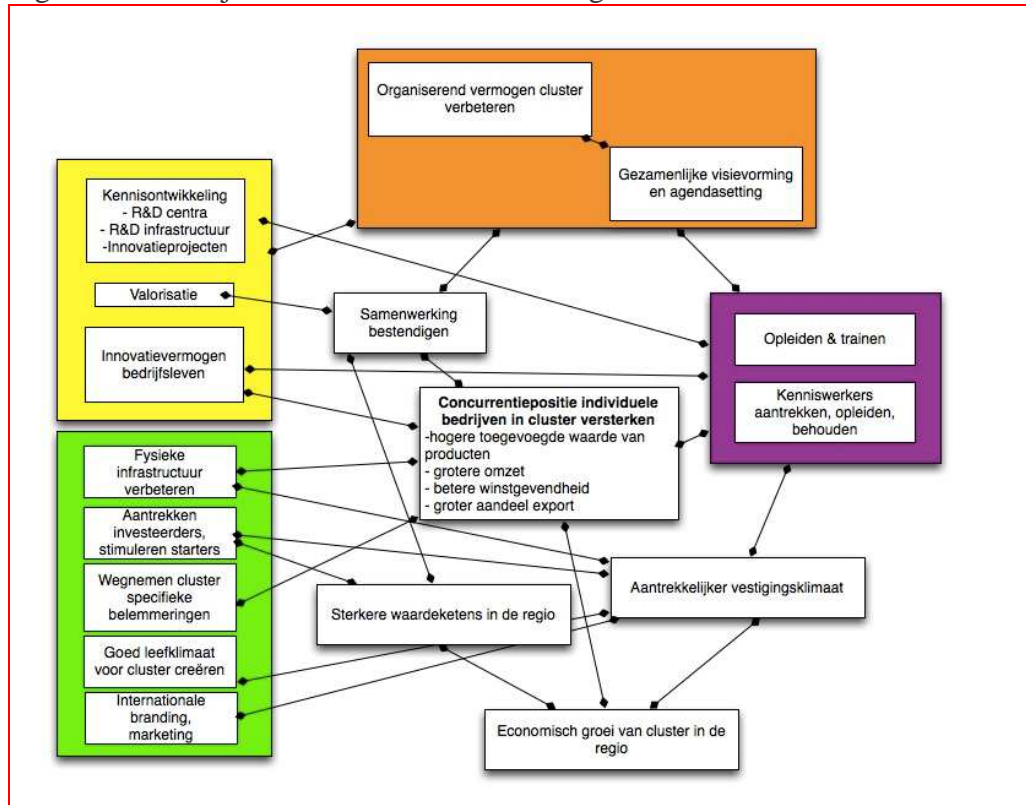 Organiserend vermogen cluster
verbeteren
Gezamenlijke visievorming
en agendasetting
Kennisontwikkeling
- R&D centra
- R&D infrastructuur
-Innovatieprojecten
Valorisatie
Innovatievermogen
bedrijfsleven
Samenwerking
bestendigen
Opleiden & trainen
Kenniswerkers
aantrekken, opleiden,
behouden
Concurrentiepositie individuele
bedrijven in cluster versterken
-hogere toegevoegde waarde van
producten
- grotere omzet
- betere winstgevendheid
- groter aandeel export
Fysieke
infrastructuur
verbeteren
Aantrekken
investeerders,
stimuleren starters
Wegnemen cluster
specifieke
belemmeringen
Goed leefklimaat
voor cluster creëren
Internationale
branding,
marketing
Sterkere waardeketens in de regio
Aantrekkelijker vestigingsklimaat
Economisch groei van cluster in de
regio